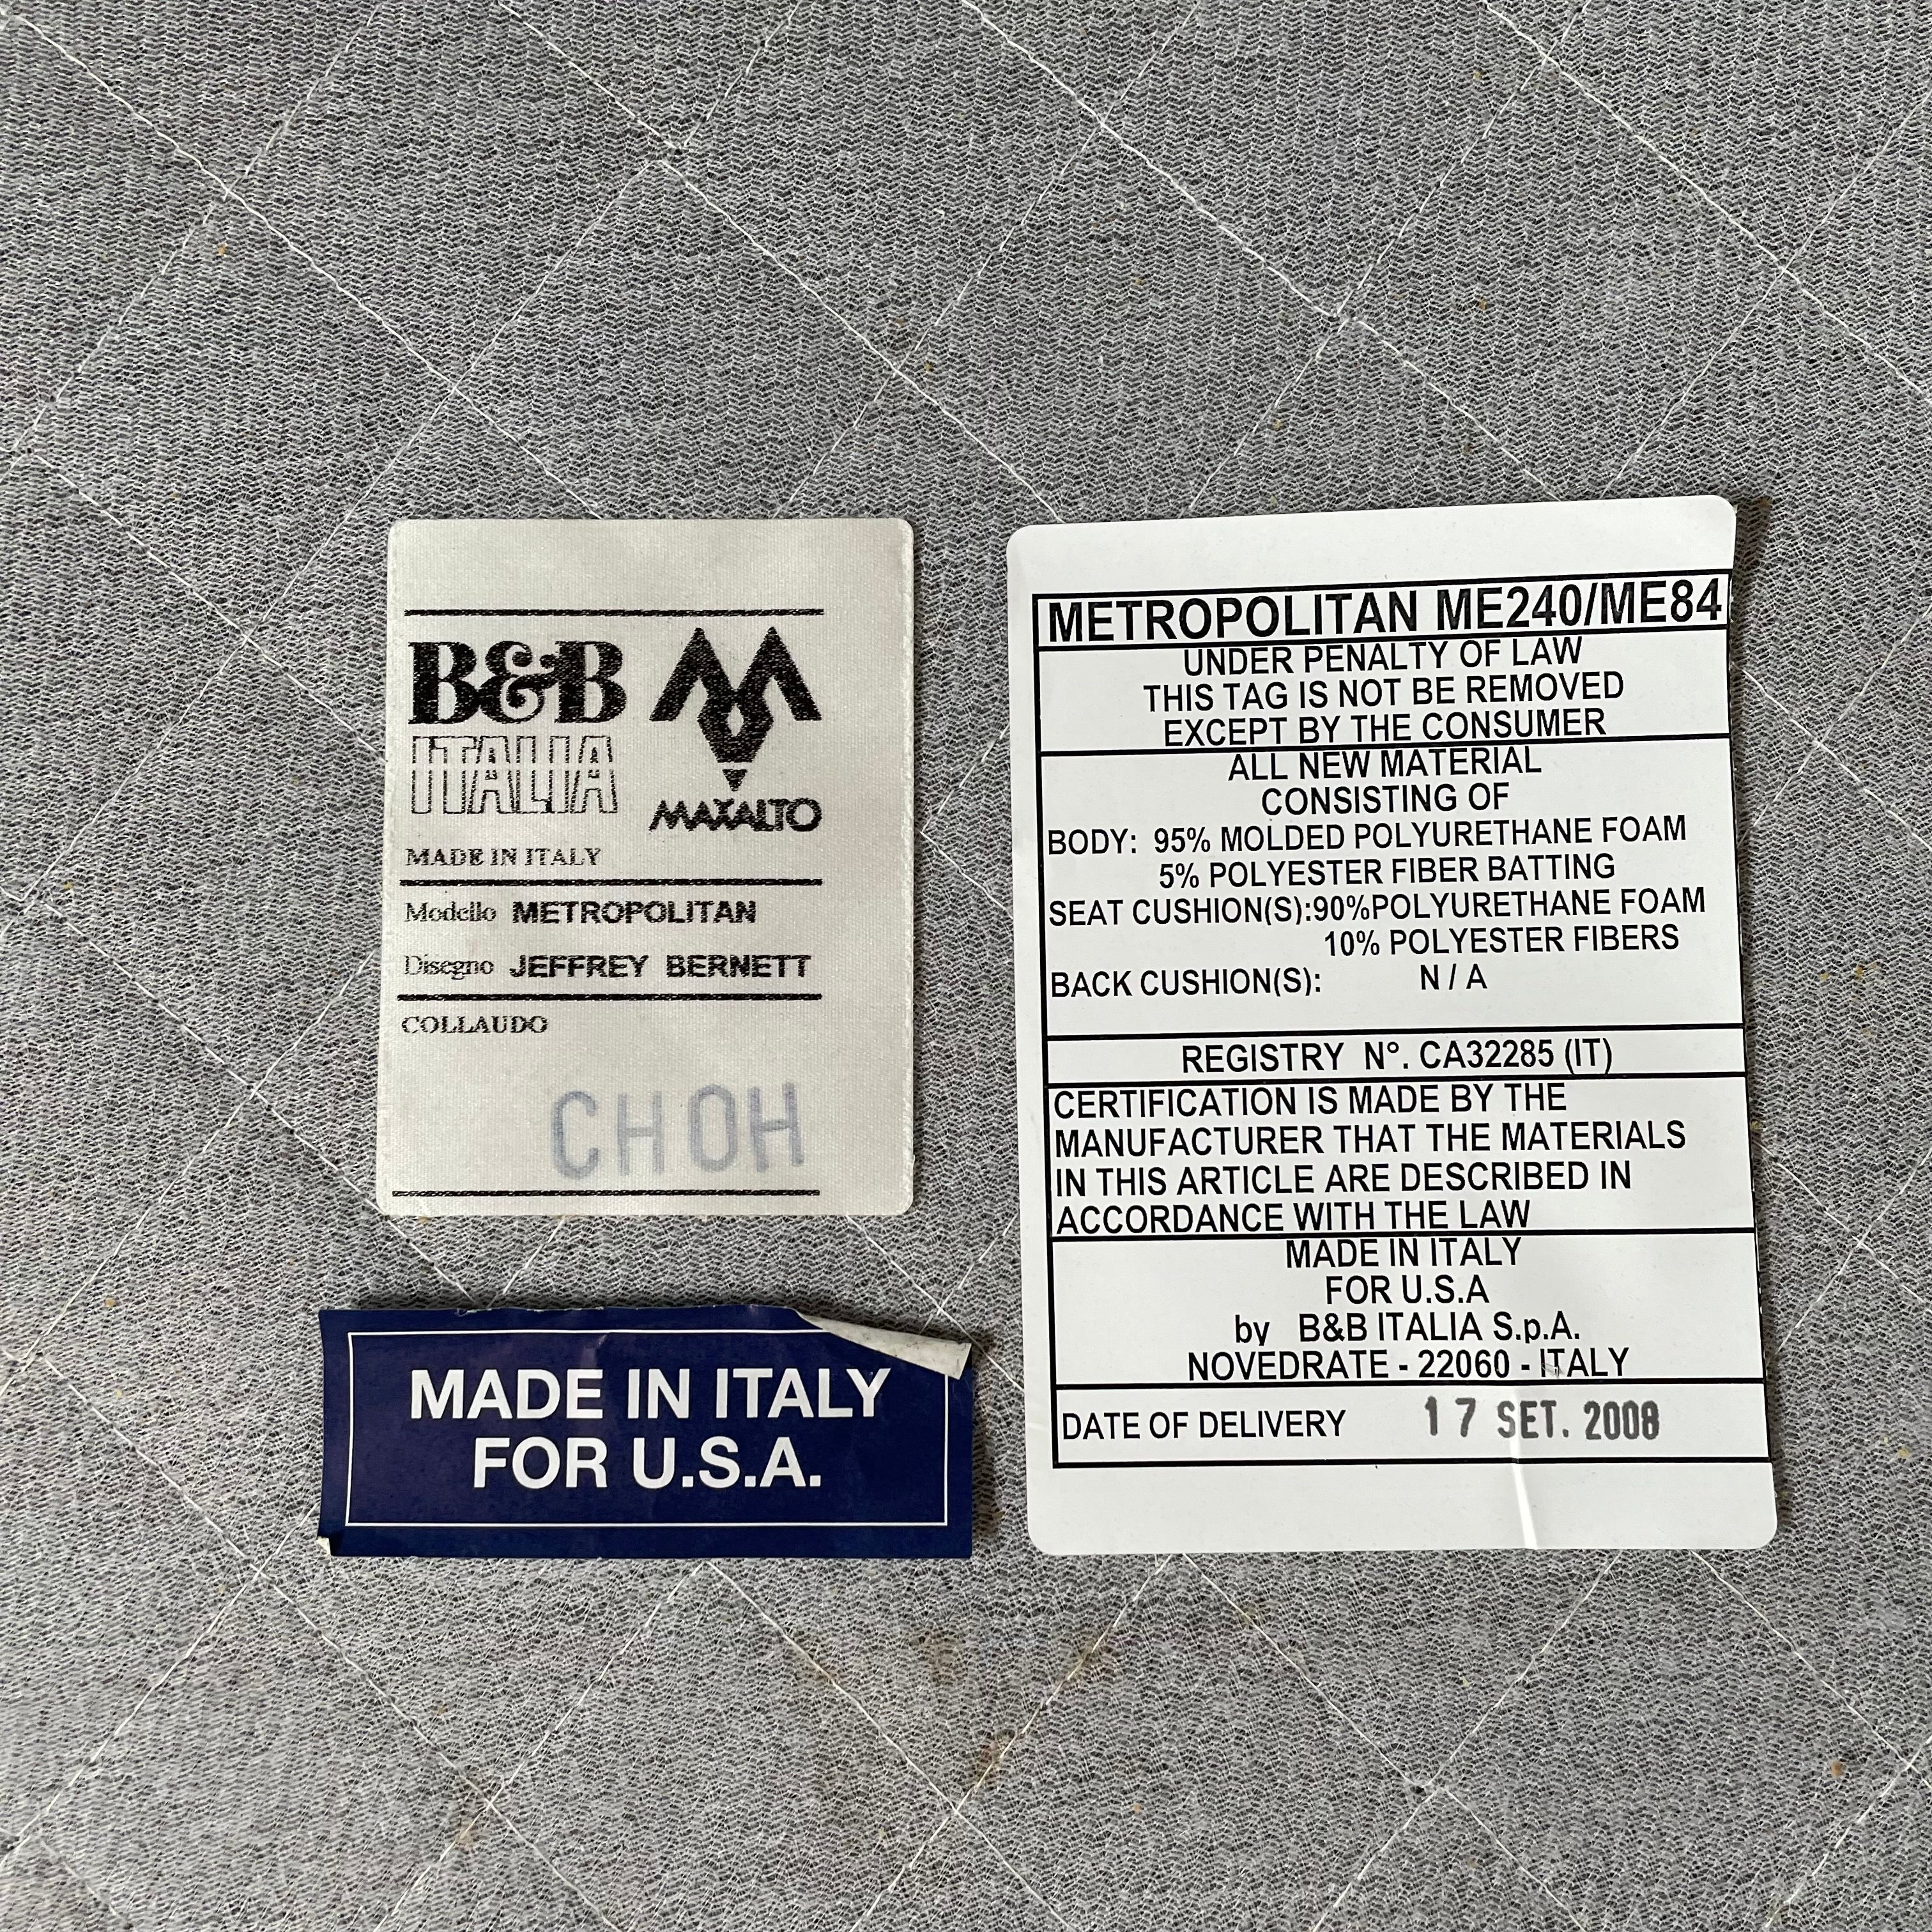 B&B
ITALIA
MAXALTO
MADE IN ITALY
Modello METROPOLITAN
Disegno JEFFREY BERNETT
COLLAUDO
CHOH
MADE IN ITALY
FOR U.S.A.
METROPOLITAN ME240/ME84
UNDER PENALTY OF LAW
THIS TAG IS NOT BE REMOVED
EXCEPT BY THE CONSUMER
ALL NEW MATERIAL
CONSISTING OF
BODY: 95% MOLDED POLYURETHANE FOAM
5% POLYESTER FIBER BATTING
SEAT CUSHION(S):90%POLYURETHANE FOAM
10% POLYESTER FIBERS
BACK CUSHION(S): N / A
REGISTRY N°. CA32285 (IT)
CERTIFICATION IS MADE BY THE
MANUFACTURER THAT THE MATERIALS
IN THIS ARTICLE ARE DESCRIBED IN
ACCORDANCE WITH THE LAW
MADE IN ITALY
FOR U.S.A
by B&B ITALIA S.p.A.
NOVEDRATE - 22060 - ITALY
DATE OF DELIVERY 17 SET. 2008